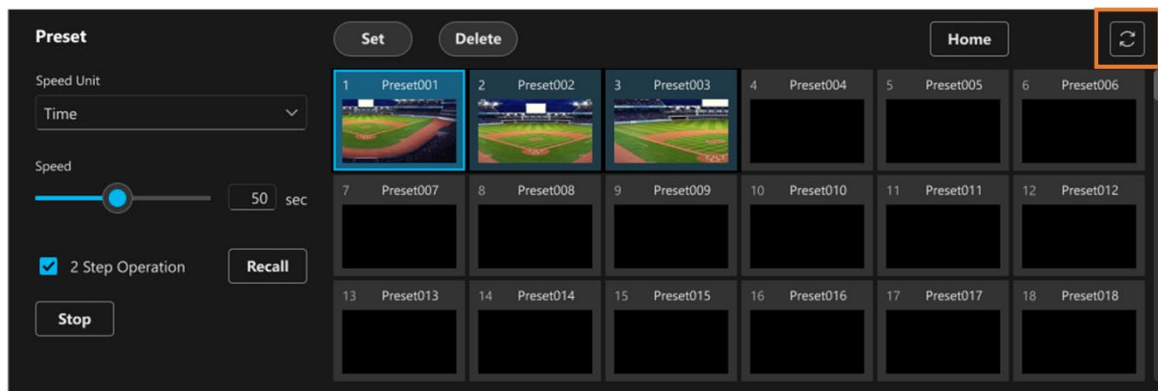 Preset
Set
Delete
Home
Speed Unit
Time
Speed
50 sec
2 Step Operation
Recall
Stop
1 Preset001
2 Preset002
3 Preset003
4 Preset004
5 Preset005
6 Preset006
7 Preset007
8 Preset008
9 Preset009
10 Preset010
11 Preset011
12 Preset012
13 Preset013
14 Preset014
15 Preset015
16 Preset016
17 Preset017
18 Preset018